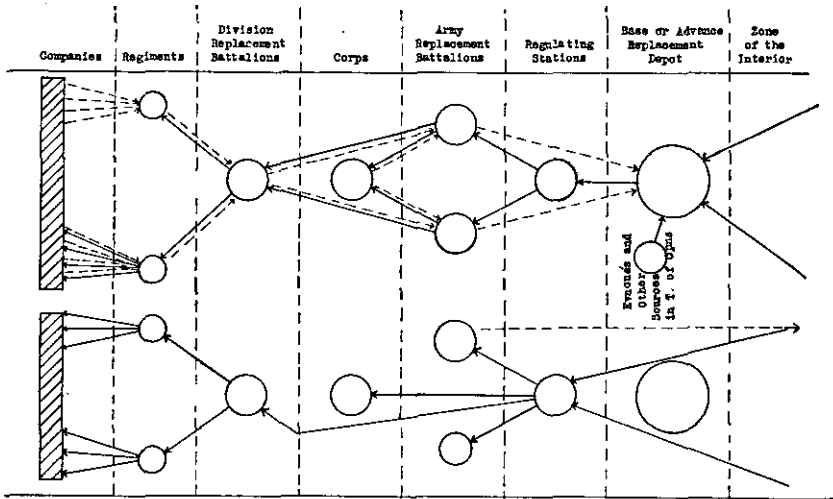 Companies
Regiments
Division
Replacement
Battalions
Corps
Army
Replacement
Battalions
Regulating
Stations
Base or Advance
Replacement
Depot
Zone
of the
Interior
Evacués and
Other
Sources
in T. of Opns